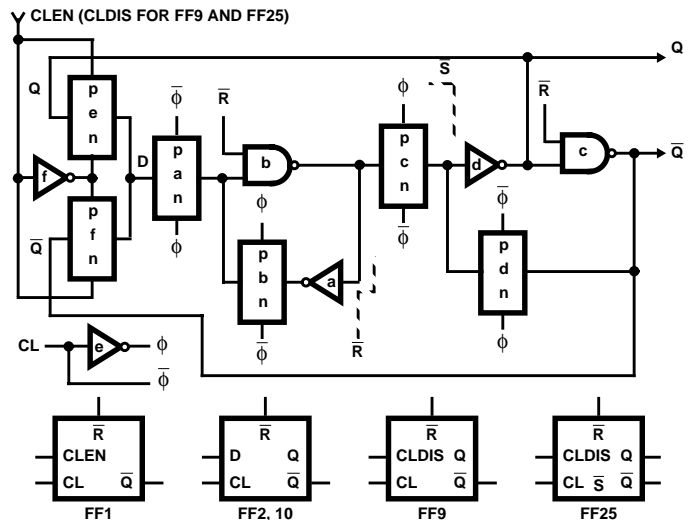 CLEN (CLDIS FOR FF9 AND FF25)
Q
Q
p
e
n
φ̅
R̅
S̅
φ
R̅
D
p
a
n
b
p
c
n
d
c
Q̅
f
p
f
n
Q̅
φ
φ
φ̅
φ̅
p
b
n
a
p
d
n
φ̅
R̅
φ
CL
e
φ
φ̅
R̅
R̅
R̅
R̅
CLEN
D Q
CLDIS Q
CLDIS Q
CL Q̅
CL Q̅
CL Q̅
CL S̅ Q̅
FF1
FF2, 10
FF9
FF25